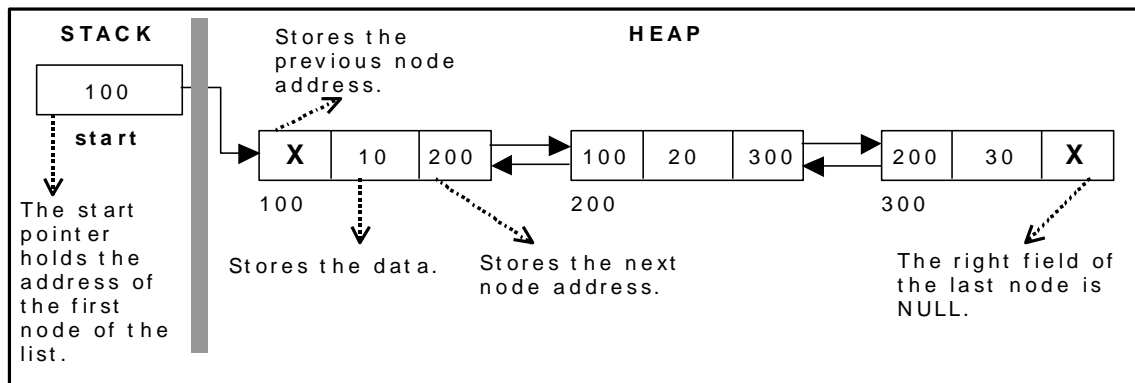 STACK
HEAP
Stores the
previous node
address.
100
start
X 10 200
100 20 300
200 30 X
100
200
300
The start
pointer
holds the
address of
the first
node of the
list.
Stores the data.
Stores the next
node address.
The right field of
the last node is
NULL.